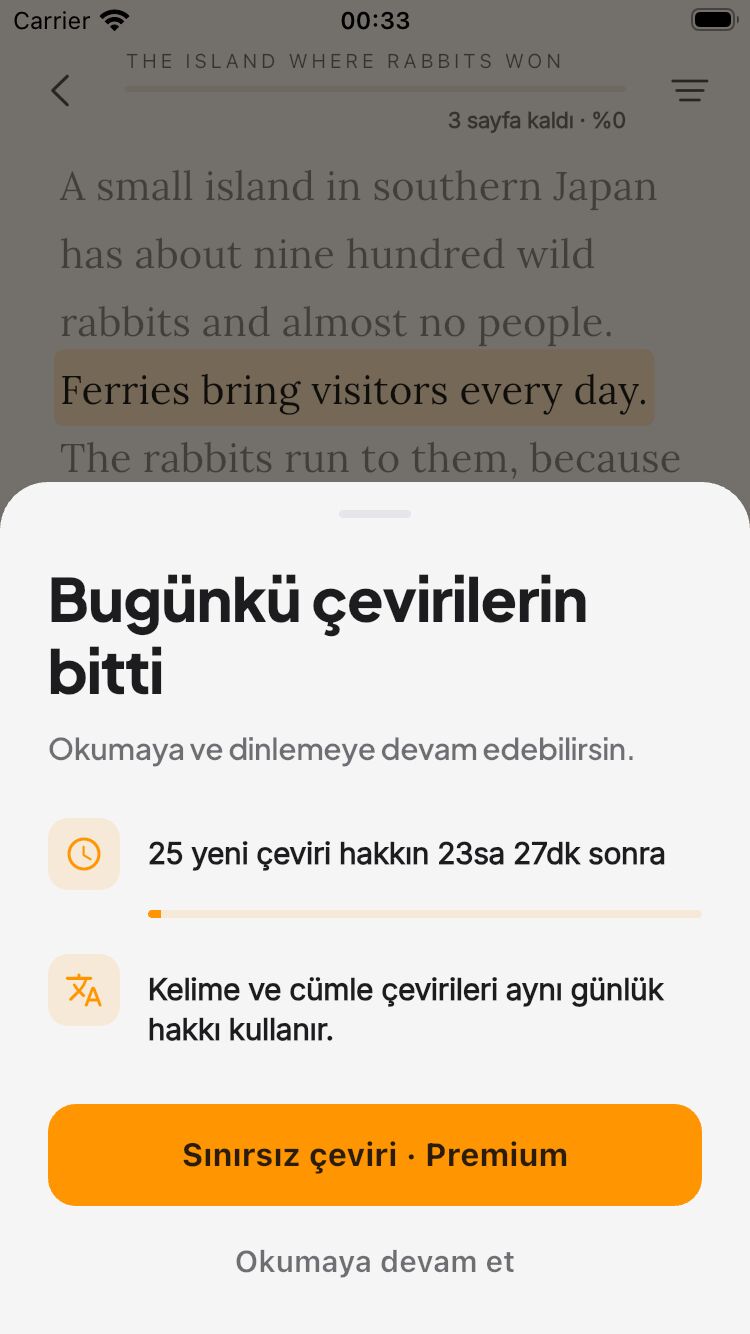 Carrier
00:33
THE ISLAND WHERE RABBITS WON
3 sayfa kaldı · %0
A small island in southern Japan
has about nine hundred wild
rabbits and almost no people.
Ferries bring visitors every day.
The rabbits run to them, because
Bugünkü çevirilerin
bitti
Okumaya ve dinlemeye devam edebilirsin.
25 yeni çeviri hakkın 23sa 27dk sonra
Kelime ve cümle çevirileri aynı günlük
hakkı kullanır.
Sınırsız çeviri · Premium
Okumaya devam et